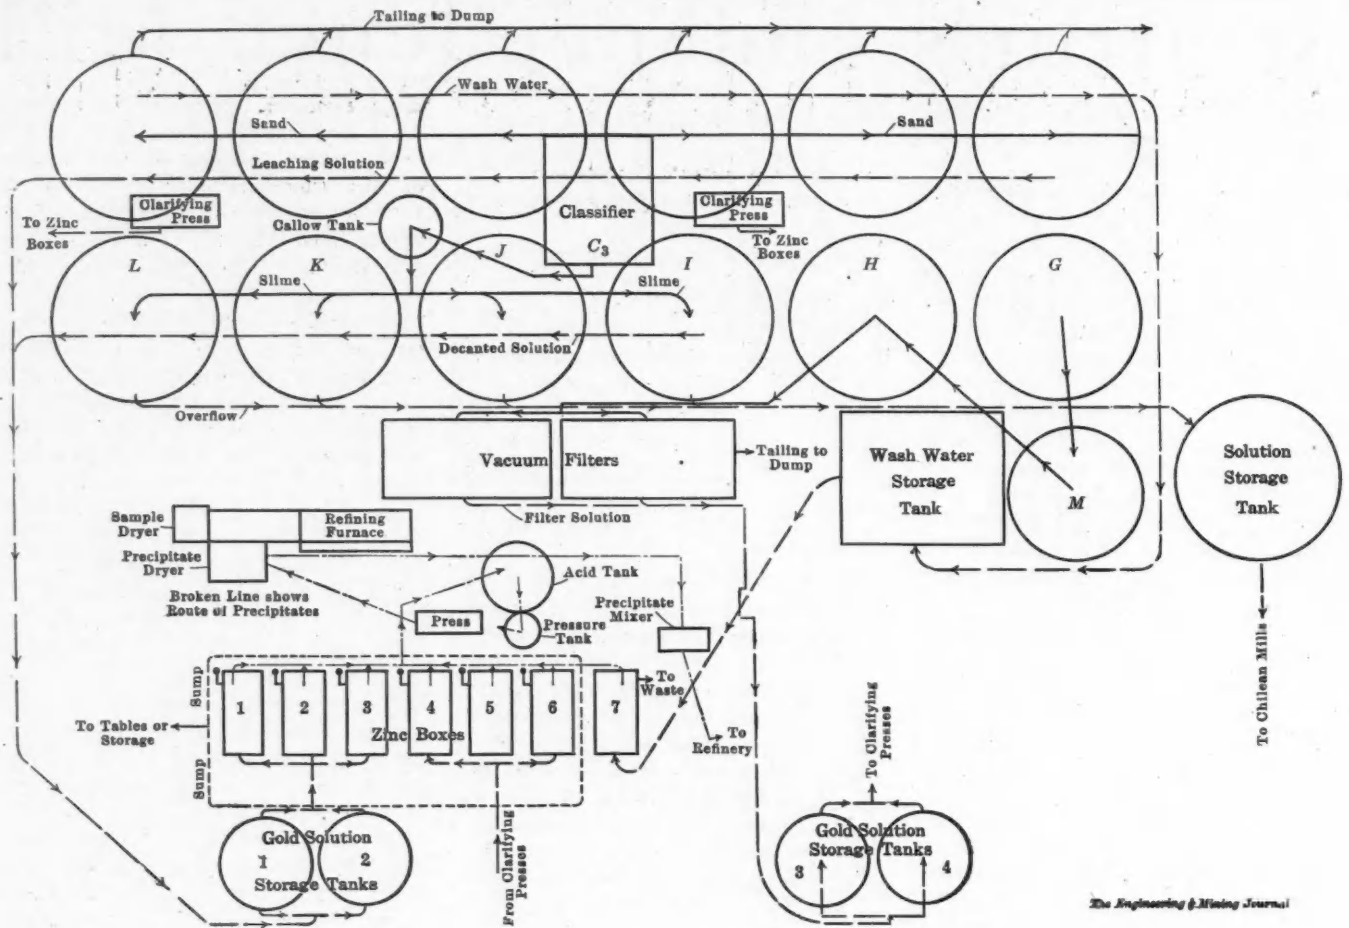 Tailing to Dump
Wash Water
Sand
Sand
Leaching Solution
Clarifying
Press
Callow Tank
Classifier
C3
Clarifying
Press
To Zinc
Boxes
To Zinc
Boxes
L
K
J
I
H
G
Slime
Slime
Decanted Solution
Overflow
Vacuum Filters
Tailing to
Dump
Wash Water
Storage
Tank
M
Solution
Storage
Tank
Filter Solution
Sample
Dryer
Refining
Furnace
Precipitate
Dryer
Acid Tank
Broken Line shows
Route of Precipitates
Press
Pressure
Tank
Precipitate
Mixer
Sump
1
2
3
4
5
6
7
To
Waste
Zinc Boxes
To Tables or
Storage
Sump
To
Refinery
To Clarifying
Presses
To Chilean Mills
Gold Solution
1
2
Storage Tanks
From Clarifying
Presses
Gold Solution
Storage Tanks
3
4
The Engineering & Mining Journal